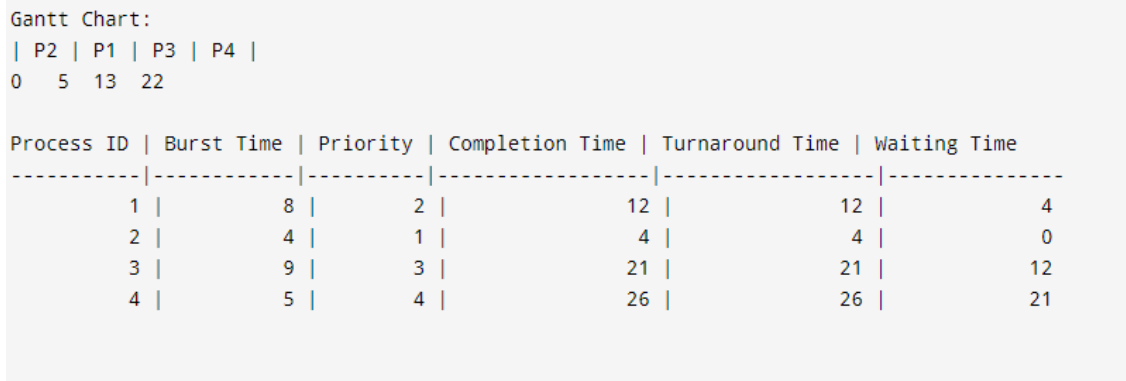 Gantt Chart:
| P2 | P1 | P3 | P4 |
0   5  13  22
Process ID | Burst Time | Priority | Completion Time | Turnaround Time | Waiting Time
-----------|------------|----------|------------------|------------------|---------------
1 | 8 | 2 | 12 | 12 | 4
2 | 4 | 1 | 4 | 4 | 0
3 | 9 | 3 | 21 | 21 | 12
4 | 5 | 4 | 26 | 26 | 21